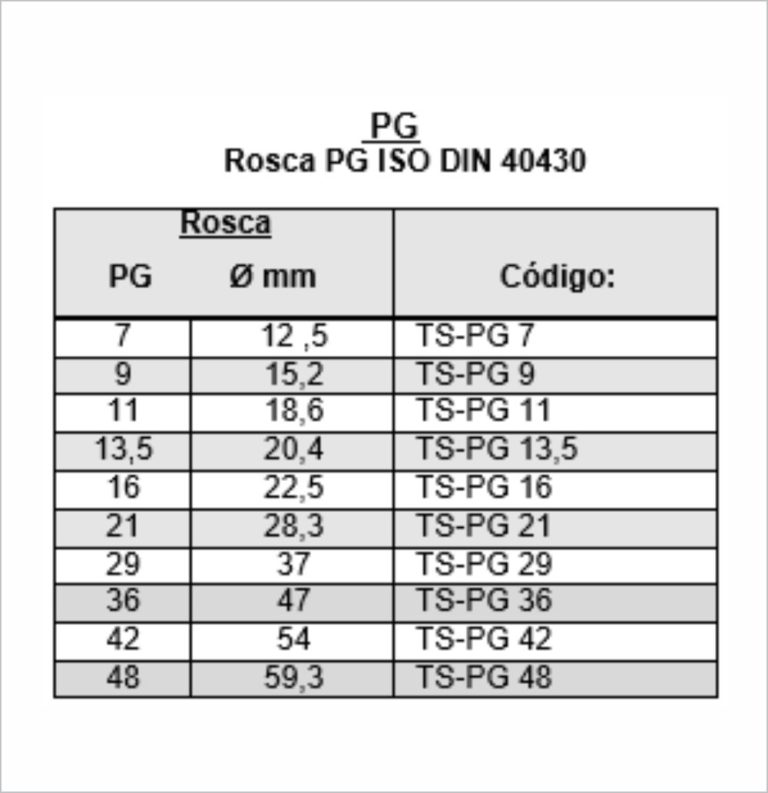 PG
Rosca PG ISO DIN 40430
Rosca
PG Ø mm Código:
7 12 ,5 TS-PG 7
9 15,2 TS-PG 9
11 18,6 TS-PG 11
13,5 20,4 TS-PG 13,5
16 22,5 TS-PG 16
21 28,3 TS-PG 21
29 37 TS-PG 29
36 47 TS-PG 36
42 54 TS-PG 42
48 59,3 TS-PG 48